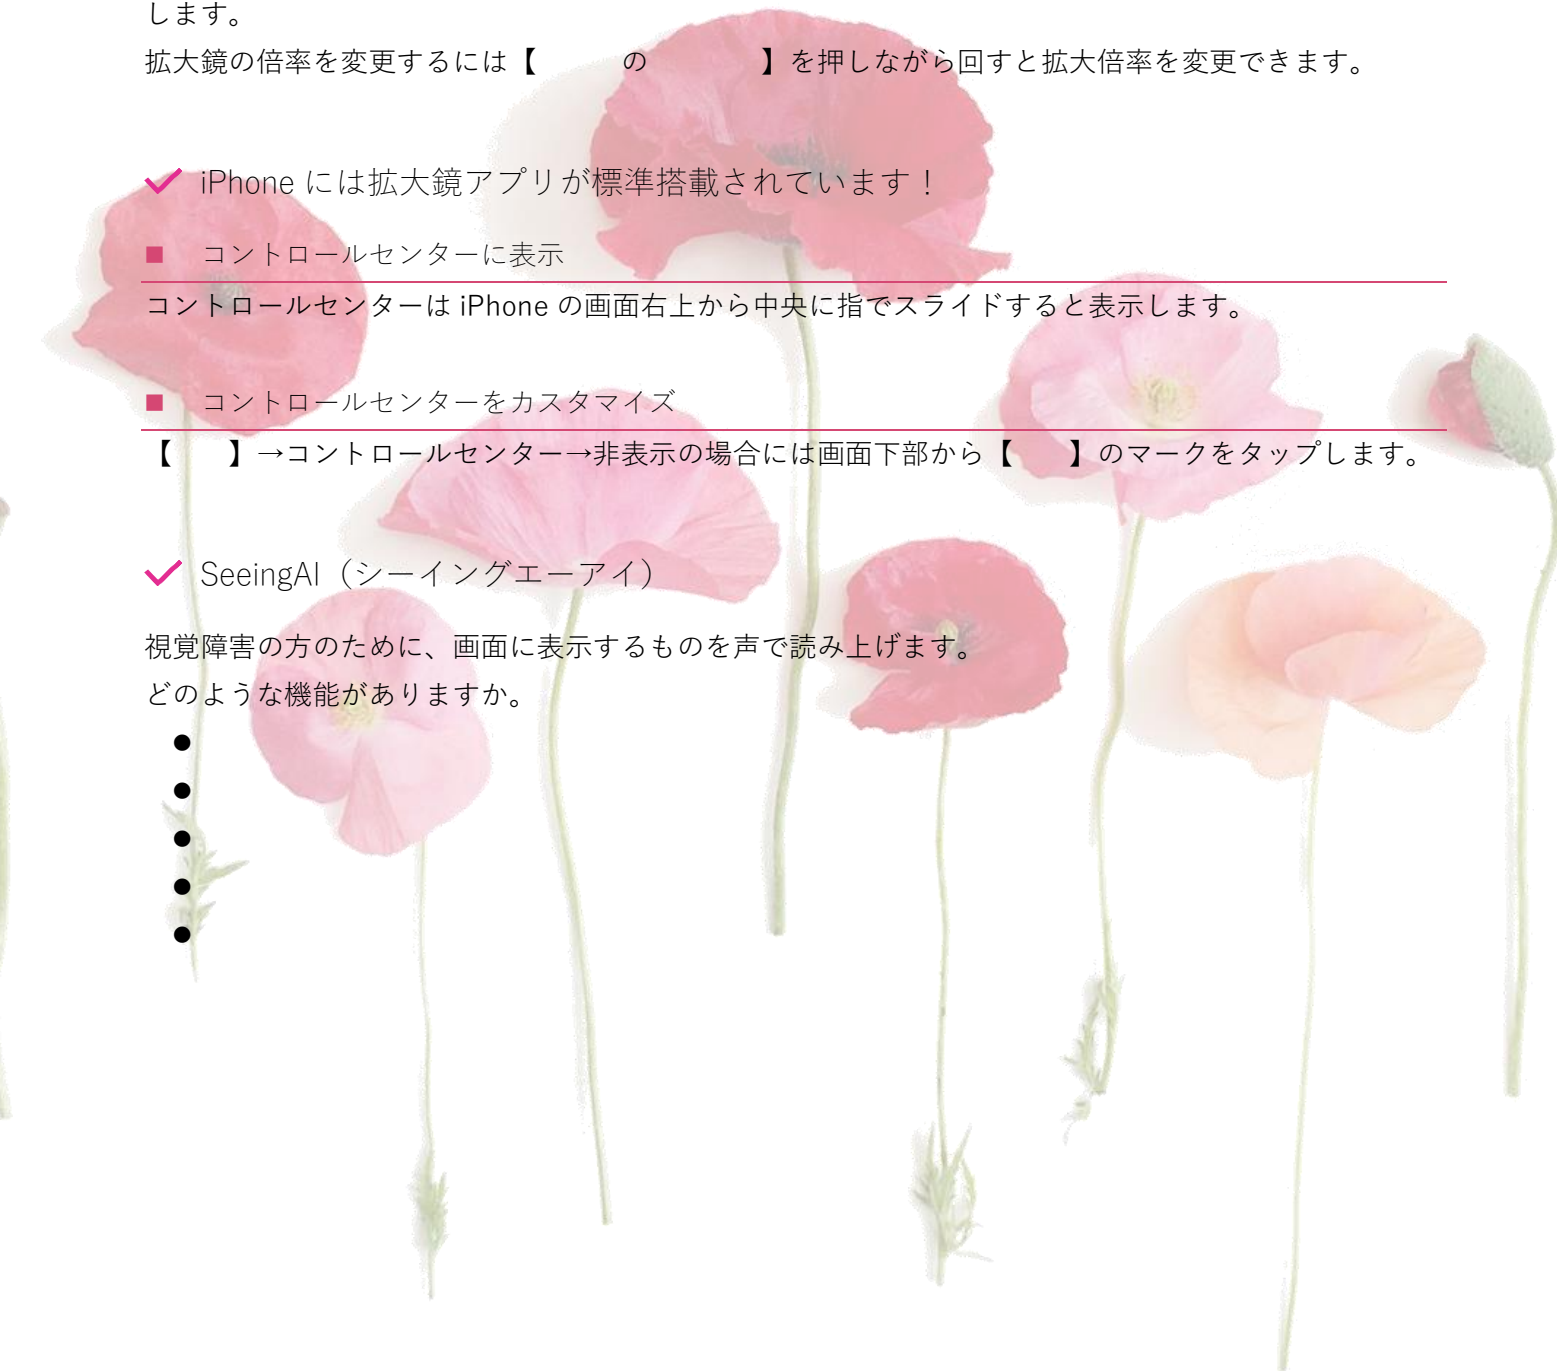 します。
拡大鏡の倍率を変更するには【　　　の　　　　】を押しながら回すと拡大倍率を変更できます。
iPhone には拡大鏡アプリが標準搭載されています！
■ コントロールセンターに表示
コントロールセンターは iPhone の画面右上から中央に指でスライドすると表示します。
■ コントロールセンターをカスタマイズ
【　　】→コントロールセンター→非表示の場合には画面下部から【　　】のマークをタップします。
SeeingAI（シーイングエーアイ）
視覚障害の方のために、画面に表示するものを声で読み上げます。
どのような機能がありますか。
●
●
●
●
●